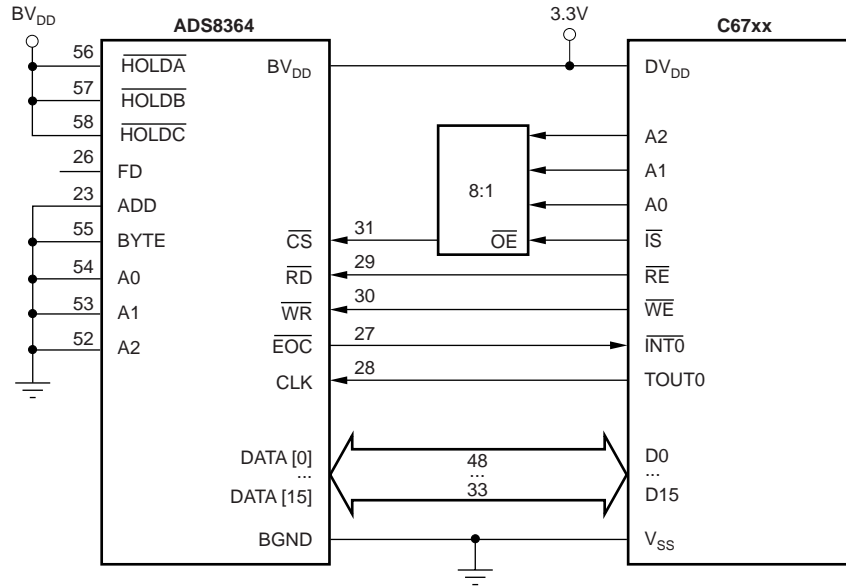 BVDD ADS8364 3.3V C67xx
56 HOLDA BVDD DVDD
57 HOLDB
58 HOLDC A2
26 FD 8:1 A1
23 ADD A0
55 BYTE CS 31 OE IS
54 A0 RD 29 RE
53 A1 WR 30 WE
52 A2 EOC 27 INT0
CLK 28 TOUT0
DATA [0] 48 D0
... ... ...
DATA [15] 33 D15
BGND VSS